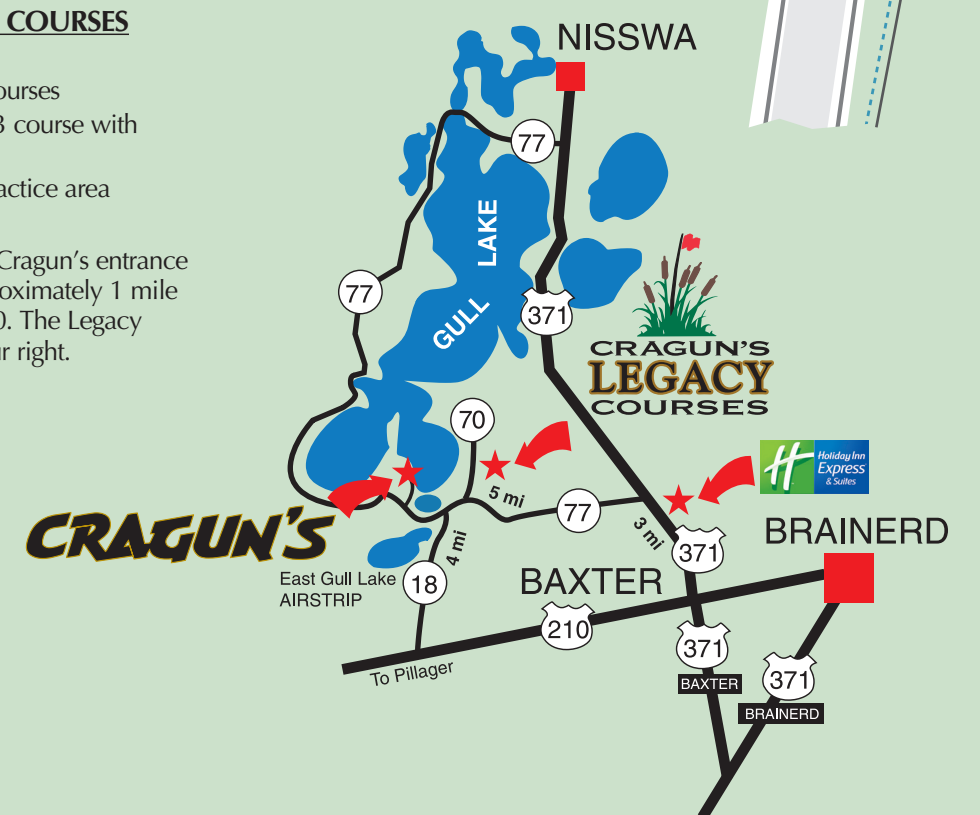 COURSES
ourses
3 course with
actice area
Cragun's entrance
oximately 1 mile
0. The Legacy
ur right.
NISSWA
77
77
GULL LAKE
371
CRAGUN'S
LEGACY
COURSES
70
5 mi
77
3 mi
Holiday Inn
Express
& Suites
CRAGUN'S
4 mi
371
BRAINERD
East Gull Lake
AIRSTRIP
18
BAXTER
210
371
BAXTER
371
BRAINERD
To Pillager